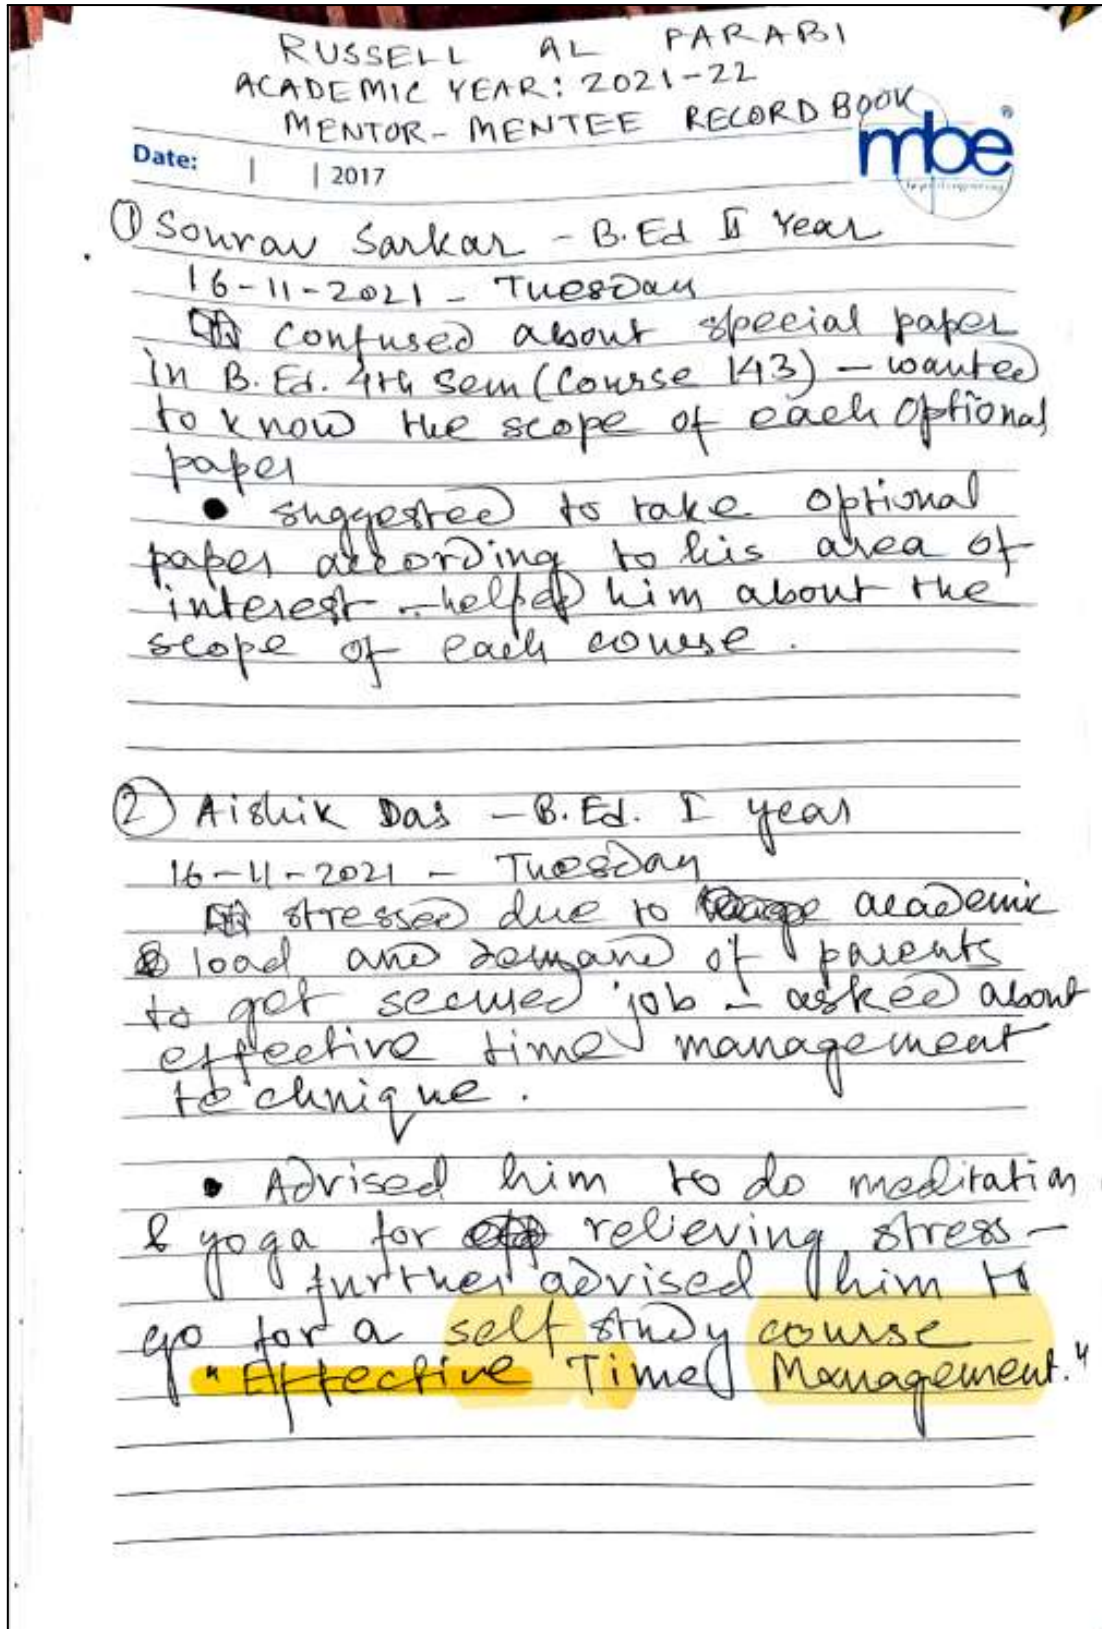 RUSSELL AL FARABI
ACADEMIC YEAR: 2021-22
MENTOR-MENTEE RECORD BOOK
mbe
Date: | | 2017
① Sourav Sarkar - B.Ed II Year
16-11-2021 - Tuesday
confused about special paper
in B.Ed. 4th Sem (Course 143) - wanted
to know the scope of each optional
paper
• suggested to take optional
paper according to his area of
interest - helped him about the
scope of each course.
② Aishik Das - B.Ed. I year
16-11-2021 - Tuesday
stressed due to academic
load and demand of parents
to get secured job - asked about
effective time management
technique.
• Advised him to do meditation
& yoga for relieving stress -
further advised him to
go for a self study course
"Effective Time Management."